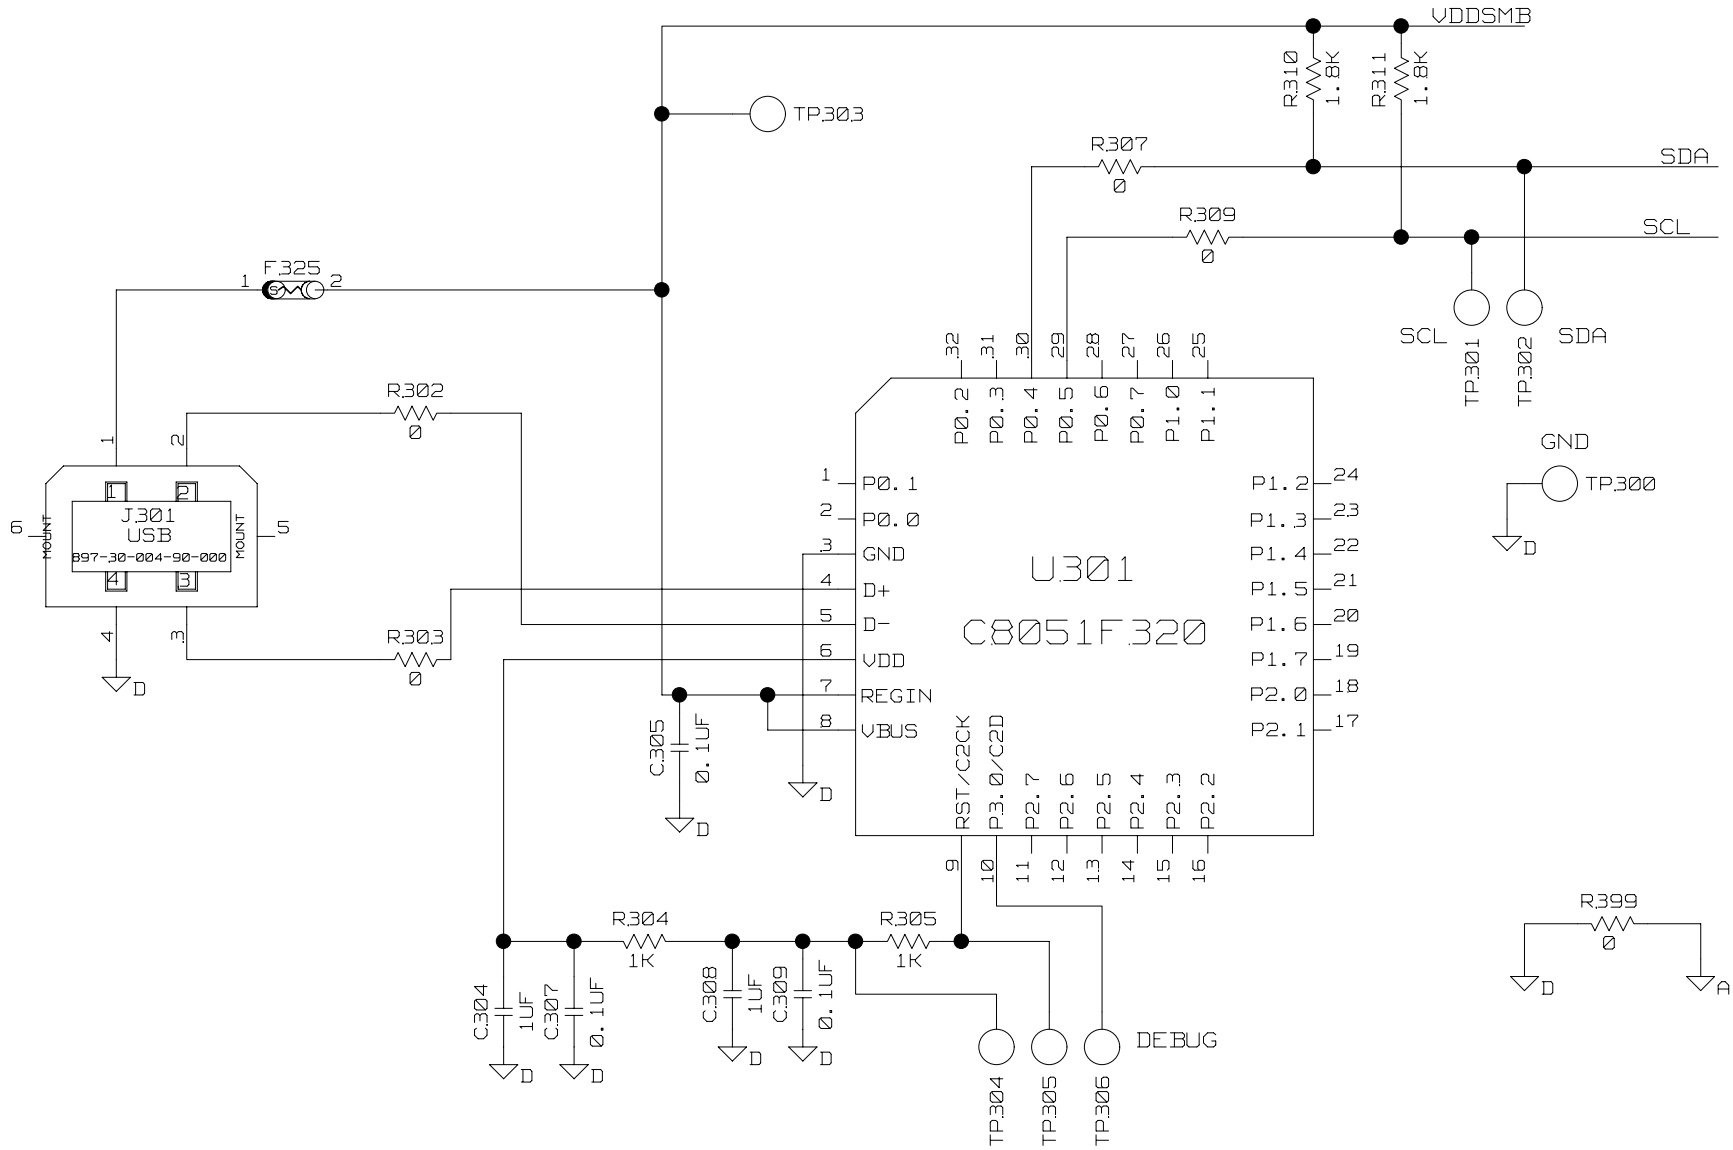 VDDSMB
R310
1.8K
R311
1.8K
TP303
R307
0
SDA
R309
0
SCL
F325
1
S
2
SCL
TP301
TP302
SDA
32
31
30
29
28
27
26
25
P0.2
P0.3
P0.4
P0.5
P0.6
P0.7
P1.0
P1.1
R302
0
1
2
GND
TP300
D
1 P0.1
2 P0.0
3 GND
4 D+
5 D-
6 VDD
7 REGIN
8 VBUS
P1.2 24
P1.3 23
P1.4 22
P1.5 21
P1.6 20
P1.7 19
P2.0 18
P2.1 17
U301
C8051F320
1
2
J301
USB
897-30-004-90-000
4
3
6
MOUNT
MOUNT
5
4
3
D
R303
0
C305
0.1UF
D
D
RST/C2CK
P3.0/C2D
P2.7
P2.6
P2.5
P2.4
P2.3
P2.2
9
10
11
12
13
14
15
16
R304
1K
R305
1K
C304
1UF
D
C307
0.1UF
D
C308
1UF
D
C309
0.1UF
D
DEBUG
TP304
TP305
TP306
R399
0
D
A